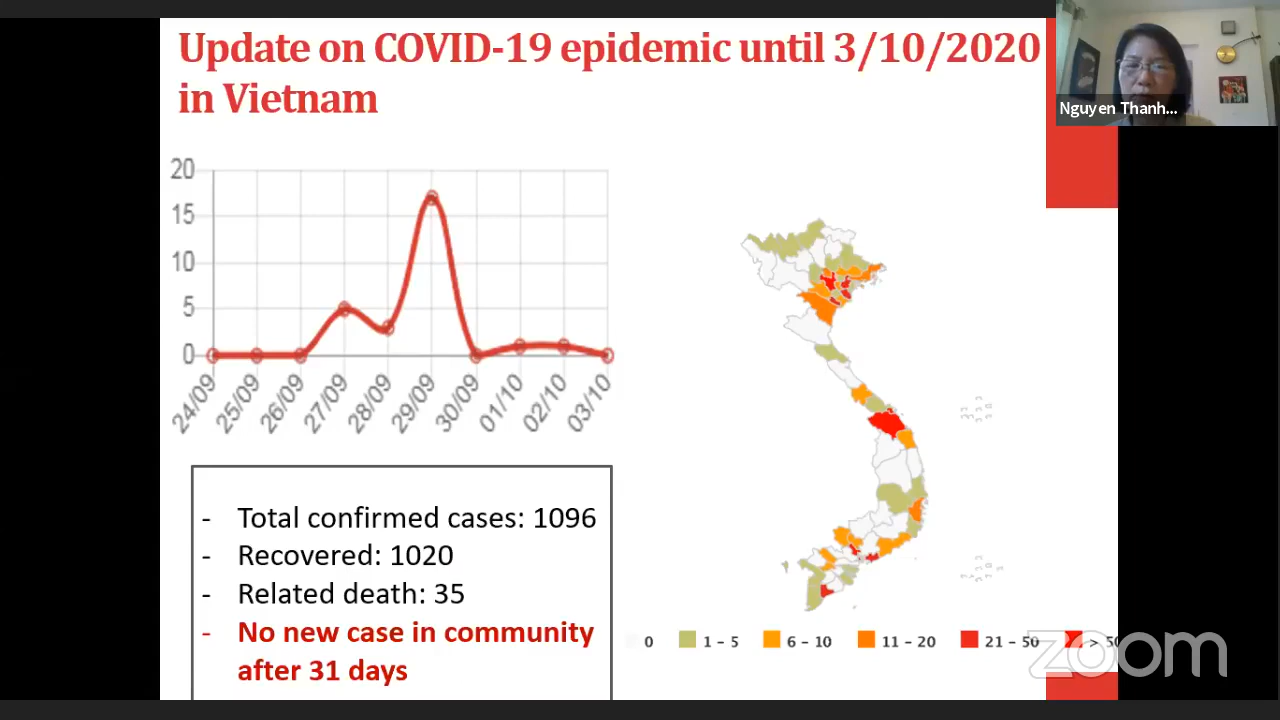 Update on COVID-19 epidemic until 3/10/2020
in Vietnam
Nguyen Thanh...
20
15
10
5
0
24/09 25/09 26/09 27/09 28/09 29/09 30/09 01/10 02/10 03/10
- Total confirmed cases: 1096
- Recovered: 1020
- Related death: 35
- No new case in community
after 31 days
0 1 – 5 6 – 10 11 – 20 21 – 50 > 50
zoom